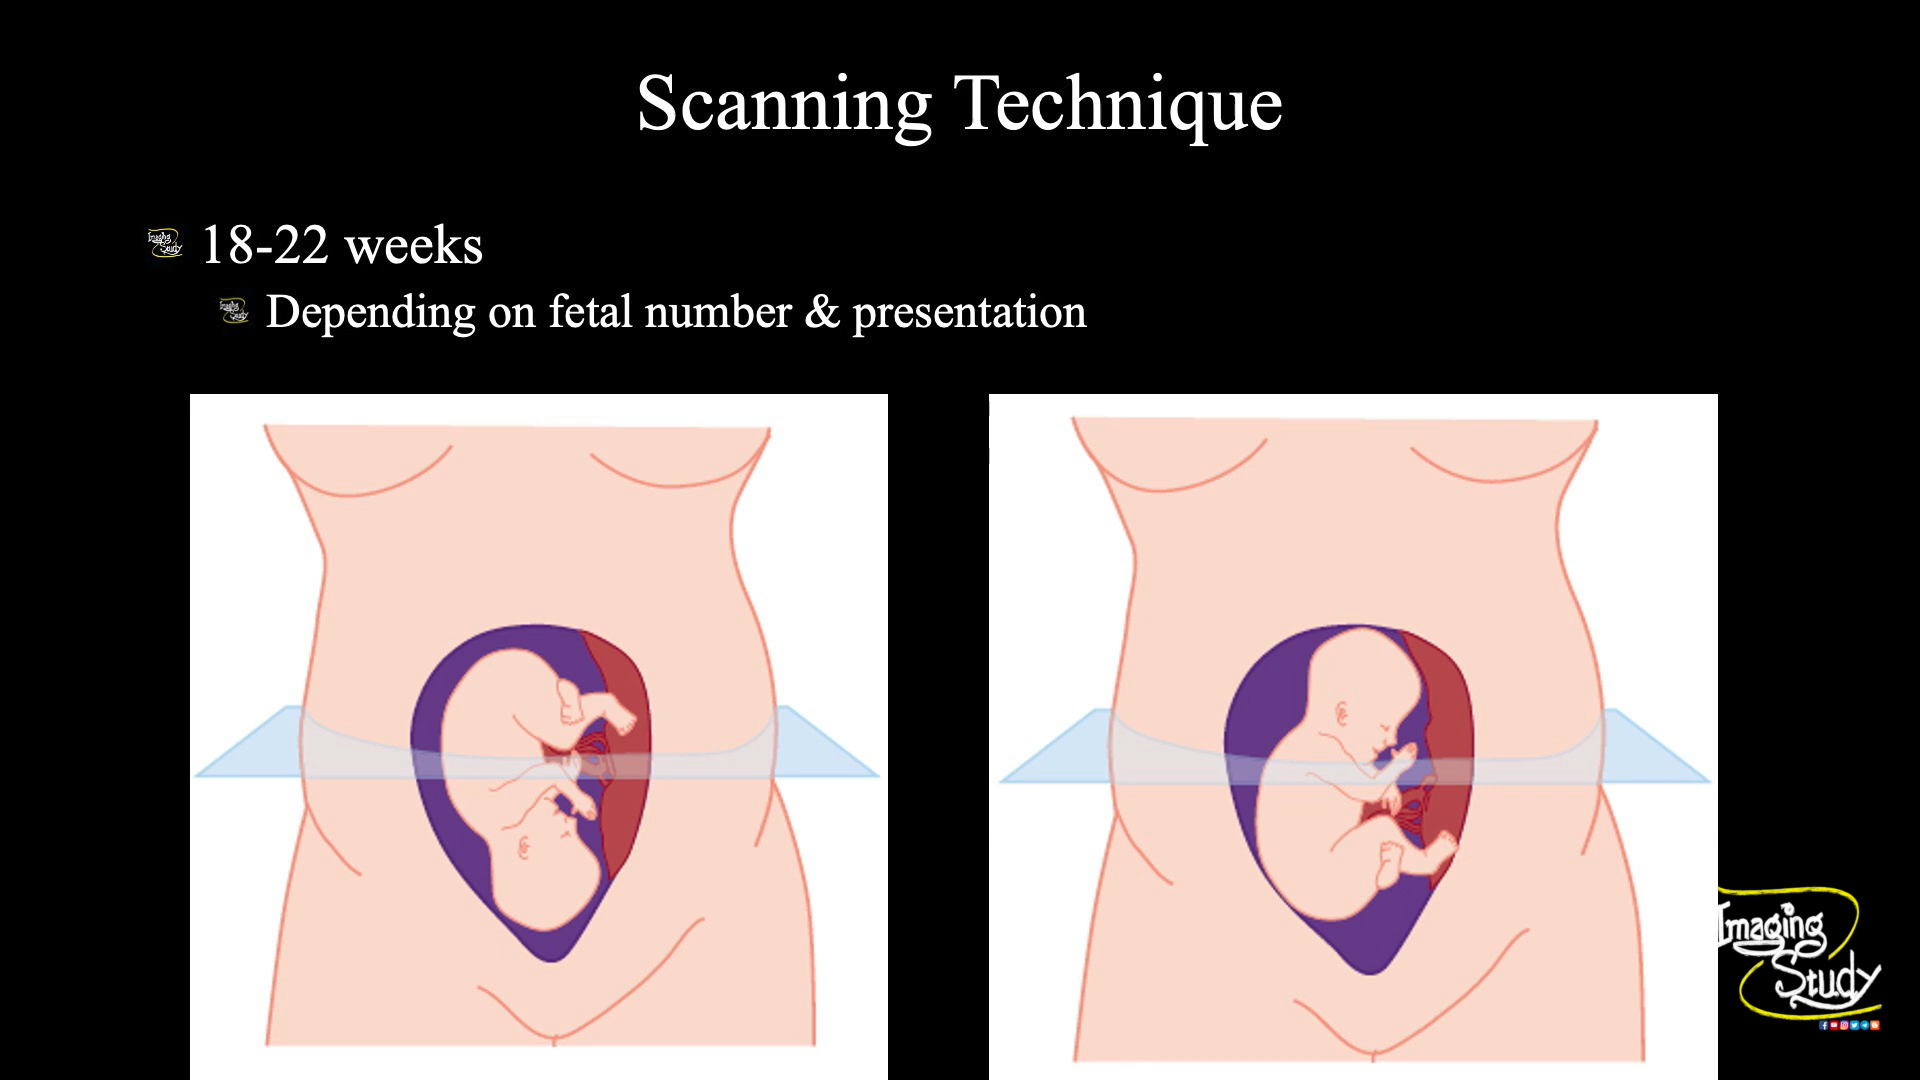 Scanning Technique
18-22 weeks
Depending on fetal number & presentation
Imaging
Study